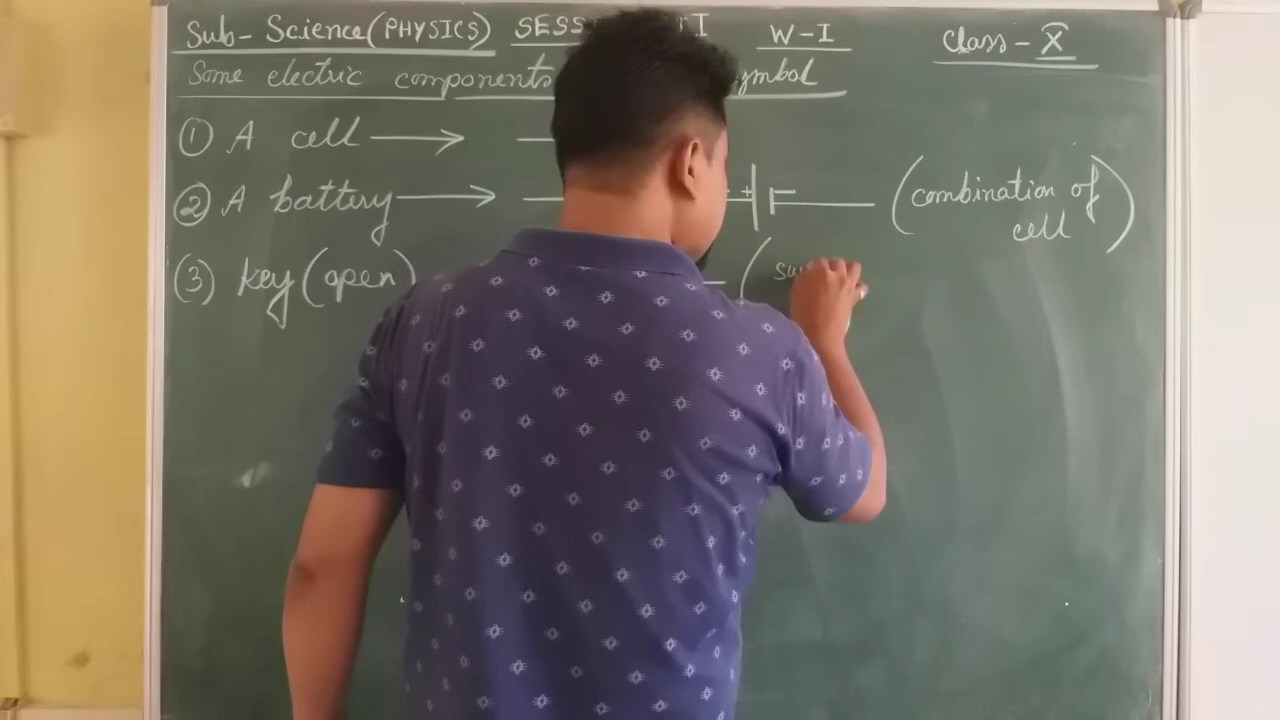 Sub- Science (PHYSICS) W-I Class - X
Some electric components
① A cell
② A battery + (combination of
cell)
(3) key (open)